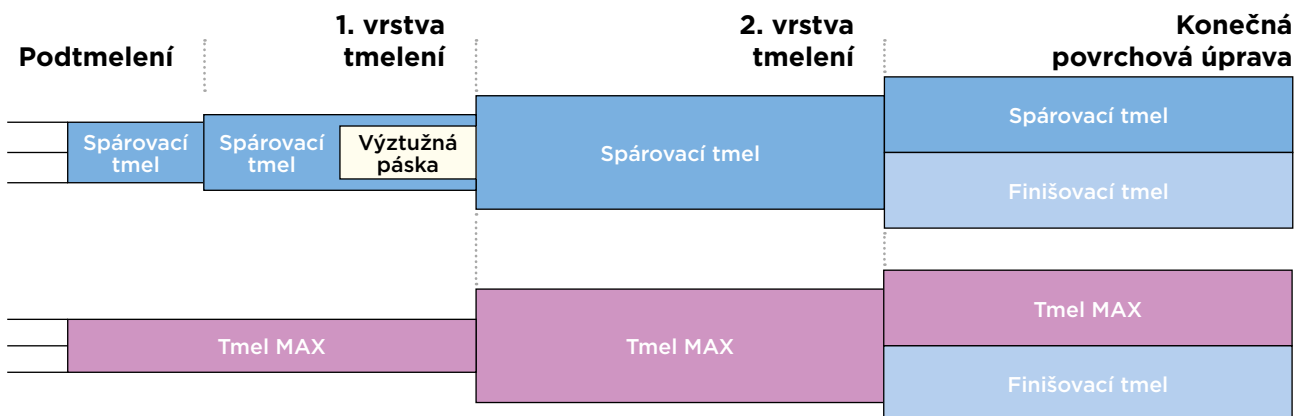 Podtmelení
1. vrstva
tmelení
2. vrstva
tmelení
Konečná
povrchová úprava
Spárovací
tmel
Spárovací
tmel
Výztužná
páska
Spárovací tmel
Spárovací tmel
Finišovací tmel
Tmel MAX
Tmel MAX
Tmel MAX
Finišovací tmel